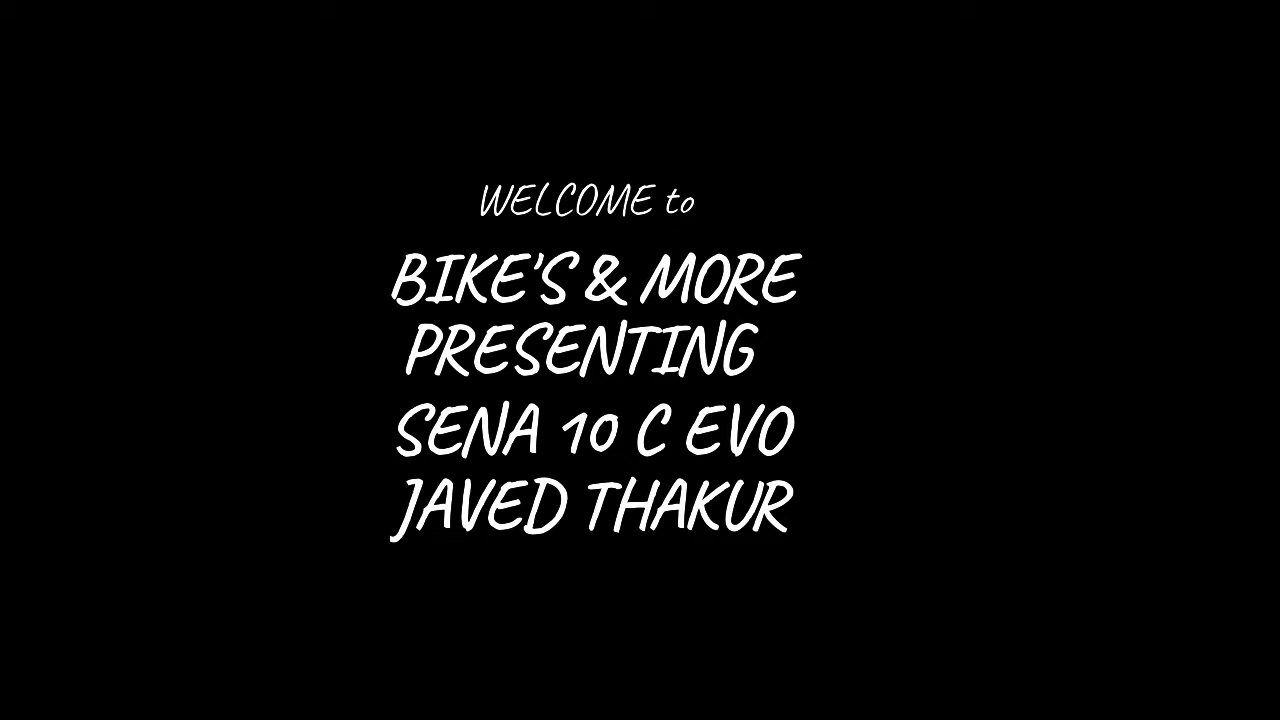 WELCOME to
BIKE'S & MORE
PRESENTING
SENA 10 C EVO
JAVED THAKUR